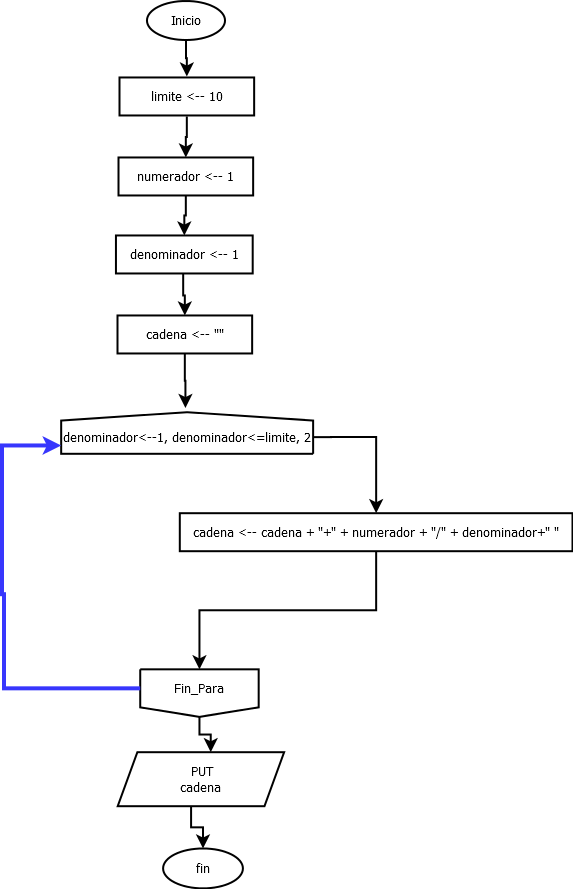 Inicio
limite <-- 10
numerador <-- 1
denominador <-- 1
cadena <-- ""
denominador<--1, denominador<=limite, 2
cadena <-- cadena + "+" + numerador + "/" + denominador+" "
Fin_Para
PUT
cadena
fin